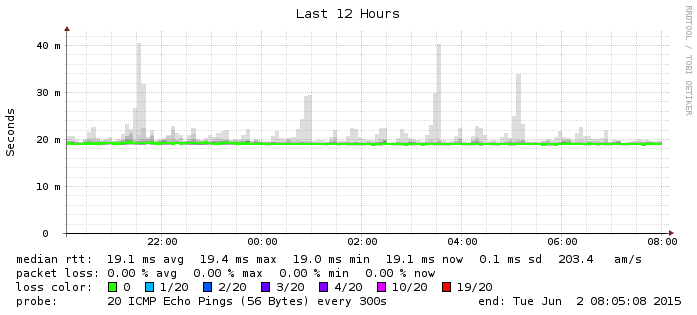 Last 12 Hours
RRDTOOL / TOBI OETIKER
Seconds
40 m
30 m
20 m
10 m
0
22:00 00:00 02:00 04:00 06:00 08:00
median rtt: 19.1 ms avg 19.4 ms max 19.0 ms min 19.1 ms now 0.1 ms sd 203.4 am/s
packet loss: 0.00 % avg 0.00 % max 0.00 % min 0.00 % now
loss color: 0 1/20 2/20 3/20 4/20 10/20 19/20
probe: 20 ICMP Echo Pings (56 Bytes) every 300s end: Tue Jun 2 08:05:08 2015